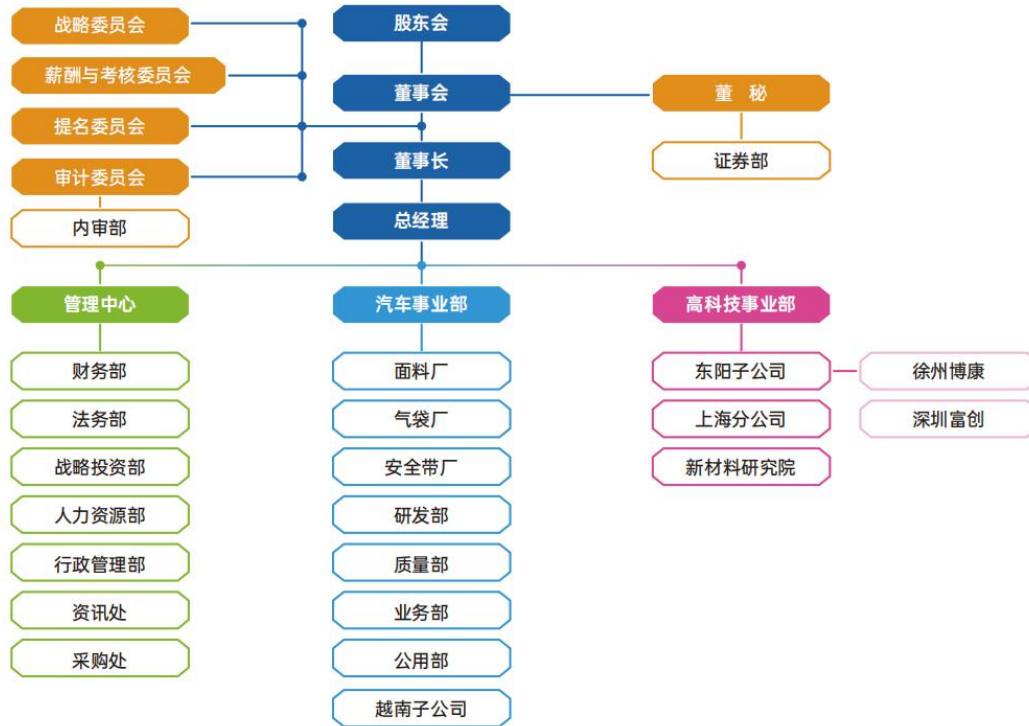 股东会
董事会
董事长
总经理
战略委员会
薪酬与考核委员会
提名委员会
审计委员会
内审部
董 秘
证券部
管理中心
财务部
法务部
战略投资部
人力资源部
行政管理部
资讯处
采购处
汽车事业部
面料厂
气袋厂
安全带厂
研发部
质量部
业务部
公用部
越南子公司
高科技事业部
东阳子公司
上海分公司
新材料研究院
徐州博康
深圳富创